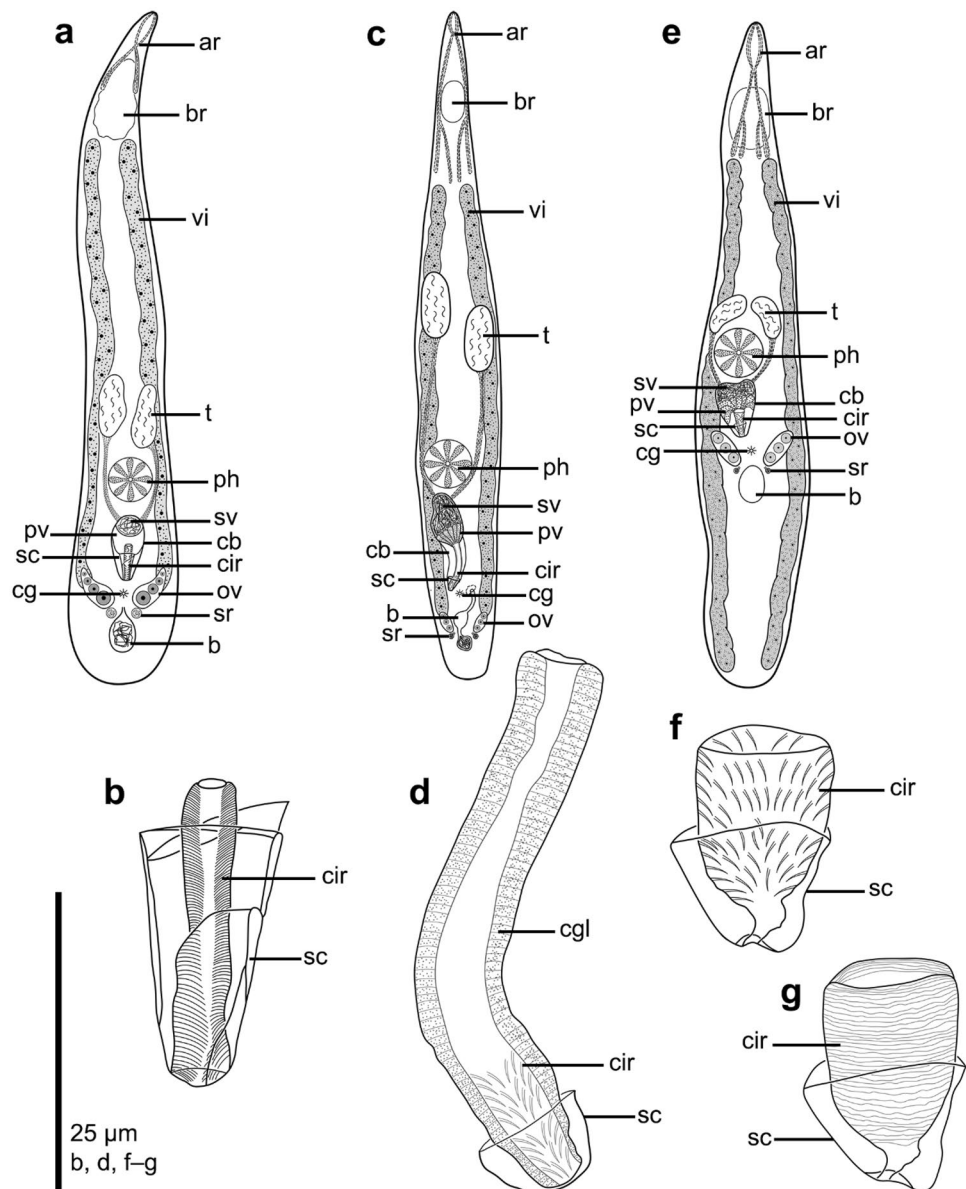 a
ar
br
vi
t
ph
sv
pv
cb
sc
cir
cg
ov
sr
b
c
ar
br
vi
t
ph
sv
pv
cb
cir
sc
cg
b
ov
sr
e
ar
br
vi
t
ph
sv
cb
pv
cir
sc
ov
cg
sr
b
b
cir
sc
25 µm
b, d, f–g
d
cgl
cir
sc
f
cir
sc
g
cir
sc